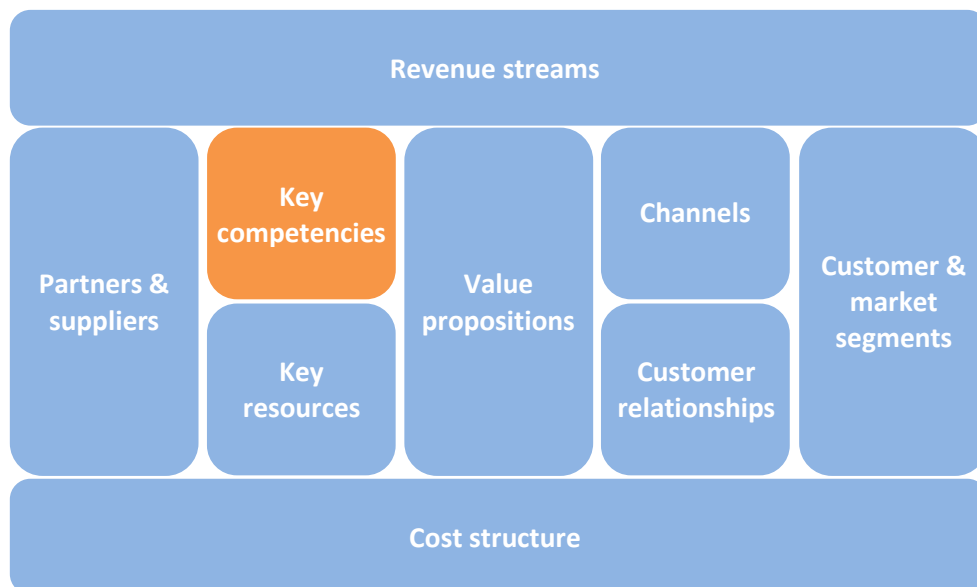 Revenue streams
Key
competencies
Channels
Partners &
suppliers
Value
propositions
Customer &
market
segments
Key
resources
Customer
relationships
Cost structure